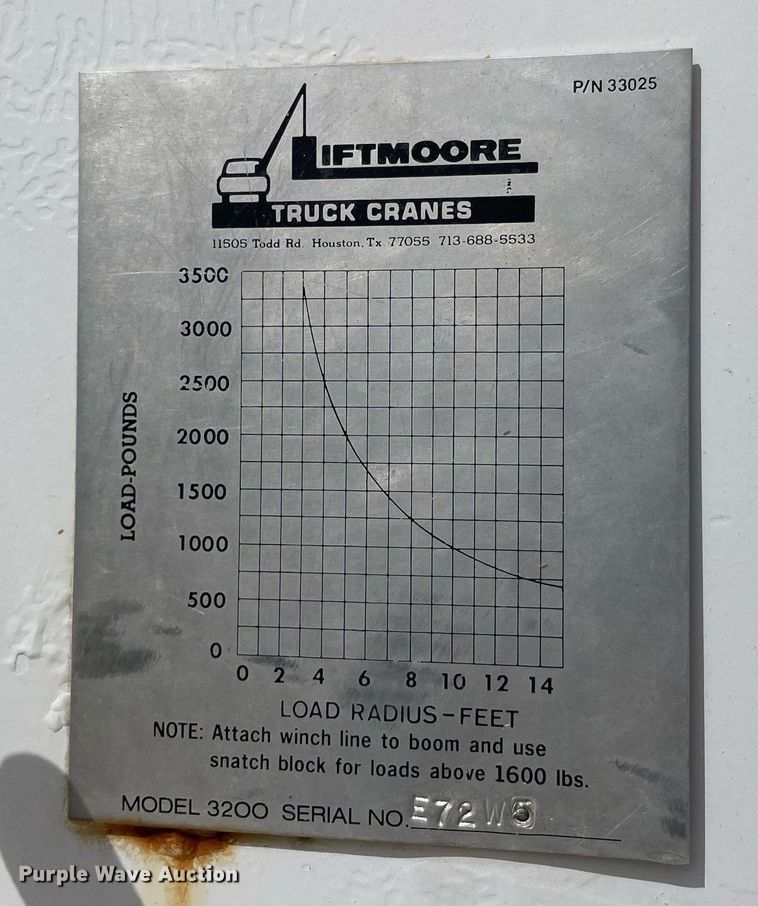 P/N 33025
LIFTMOORE INC.
TRUCK CRANES
11505 Todd Rd. Houston, Tx 77055 713-688-5533
3500
3000
2500
2000
1500
1000
500
0
LOAD-POUNDS
0 2 4 6 8 10 12 14
LOAD RADIUS-FEET
NOTE: Attach winch line to boom and use
snatch block for loads above 1600 lbs.
MODEL 3200 SERIAL NO. E72W5
Purple Wave Auction